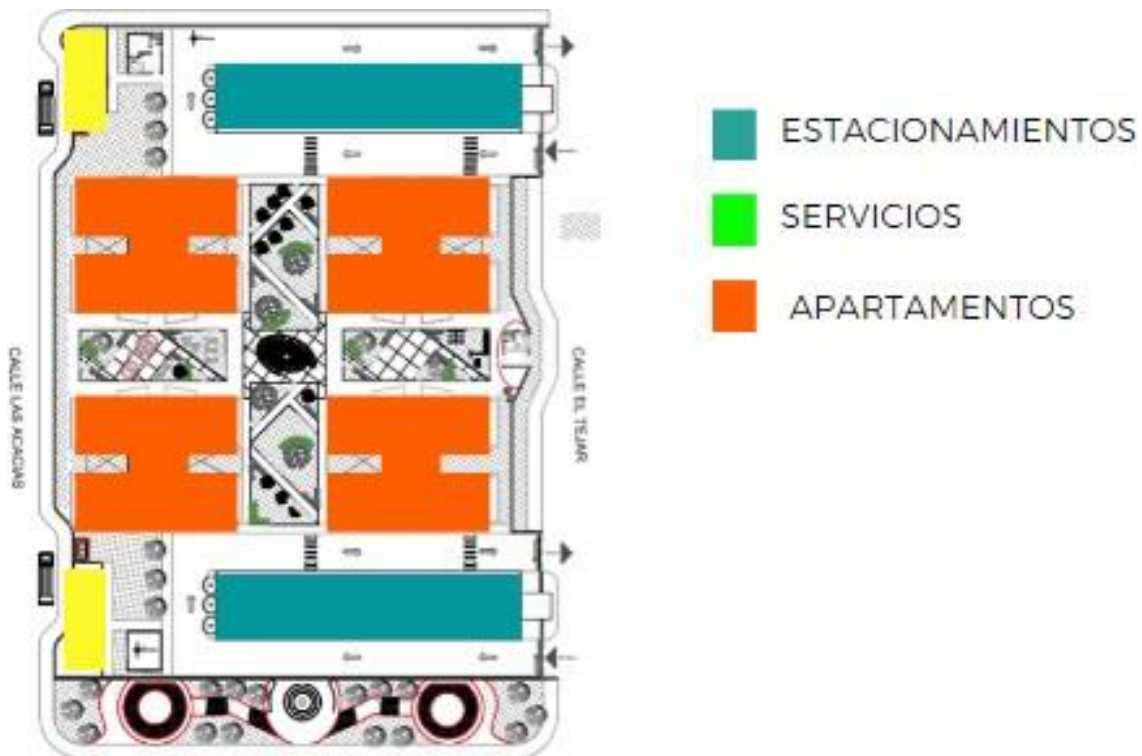 ESTACIONAMIENTOS
SERVICIOS
APARTAMENTOS
CALLE LAS ACACIAS
CALLE EL TEJAR